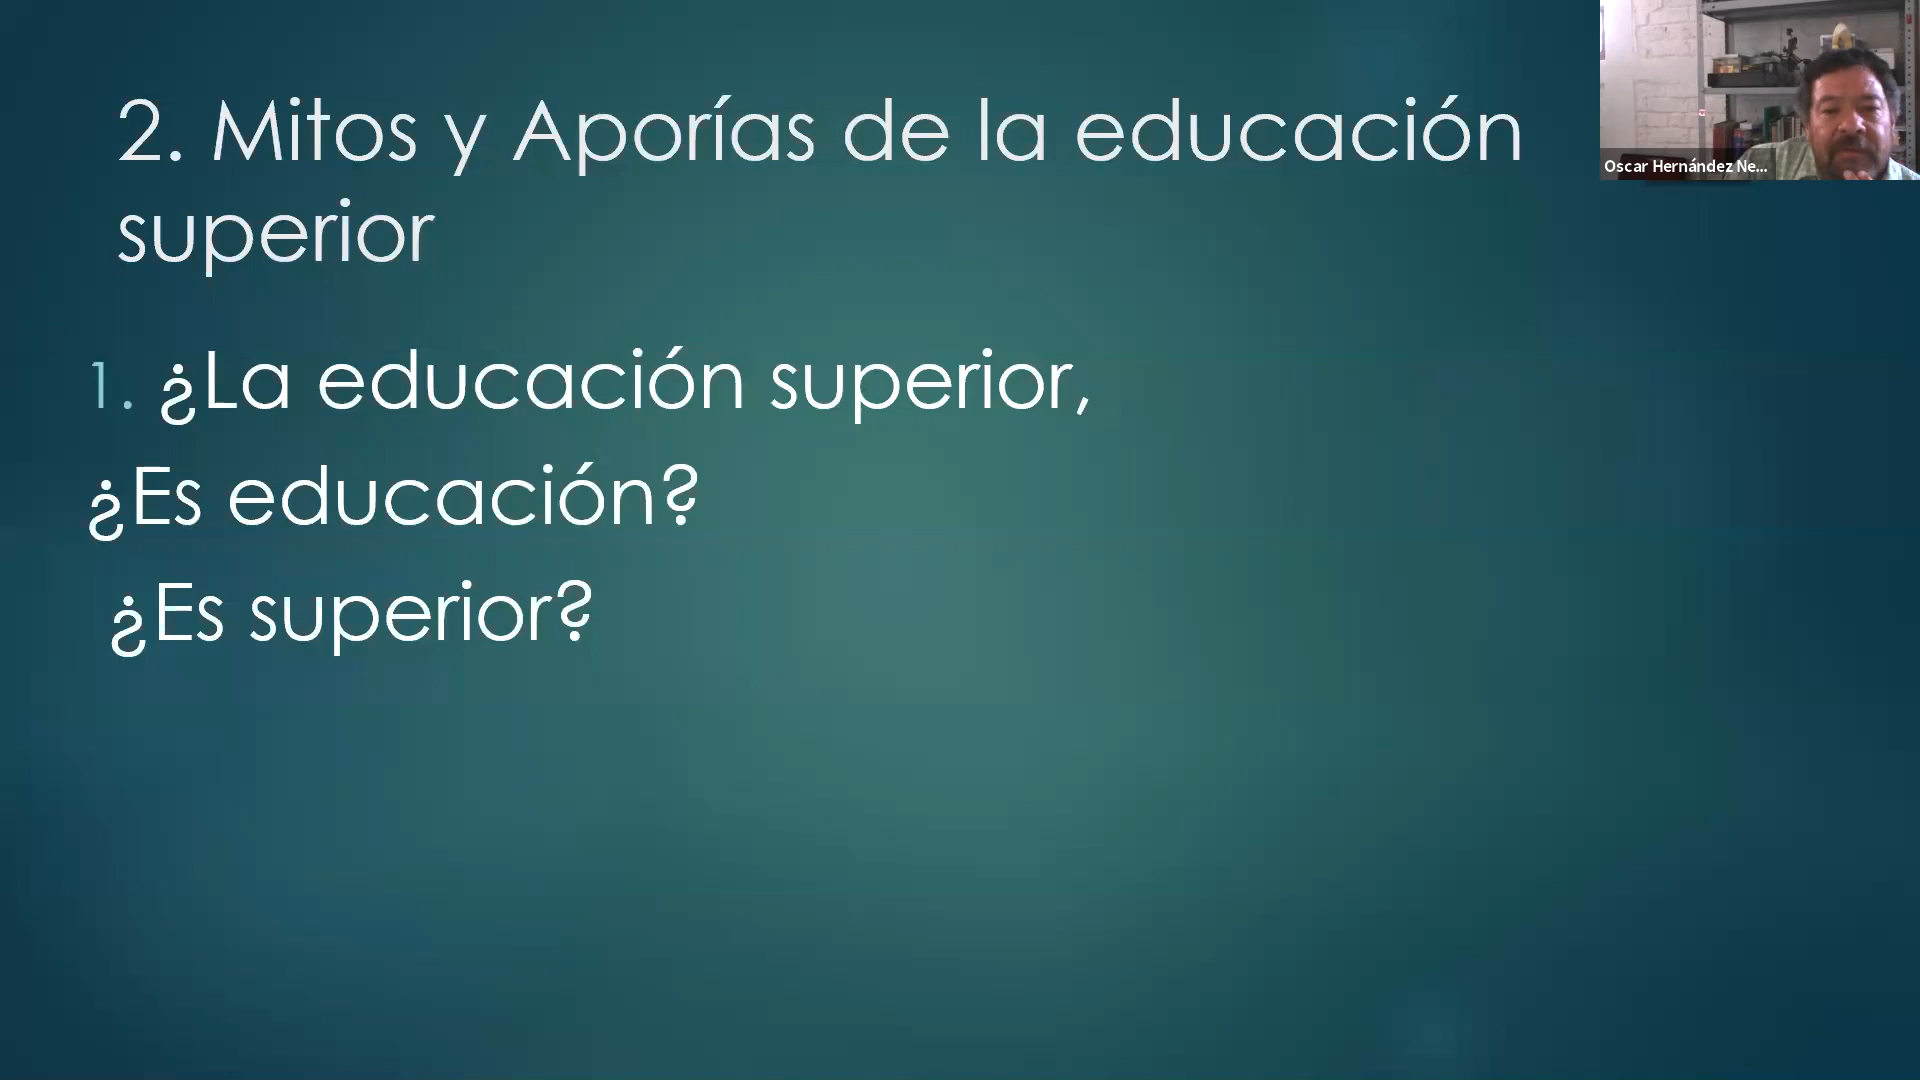 2. Mitos y Aporías de la educación
superior
1. ¿La educación superior,
¿Es educación?
¿Es superior?
Oscar Hernández Ne...